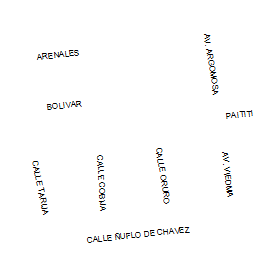 ARENALES
AV. ARGOMOSA
BOLIVAR
PAITITI
CALLE TARIJA
CALLE COBIJA
CALLE ORURO
AV. VIEDMA
CALLE ÑUFLO DE CHAVEZ